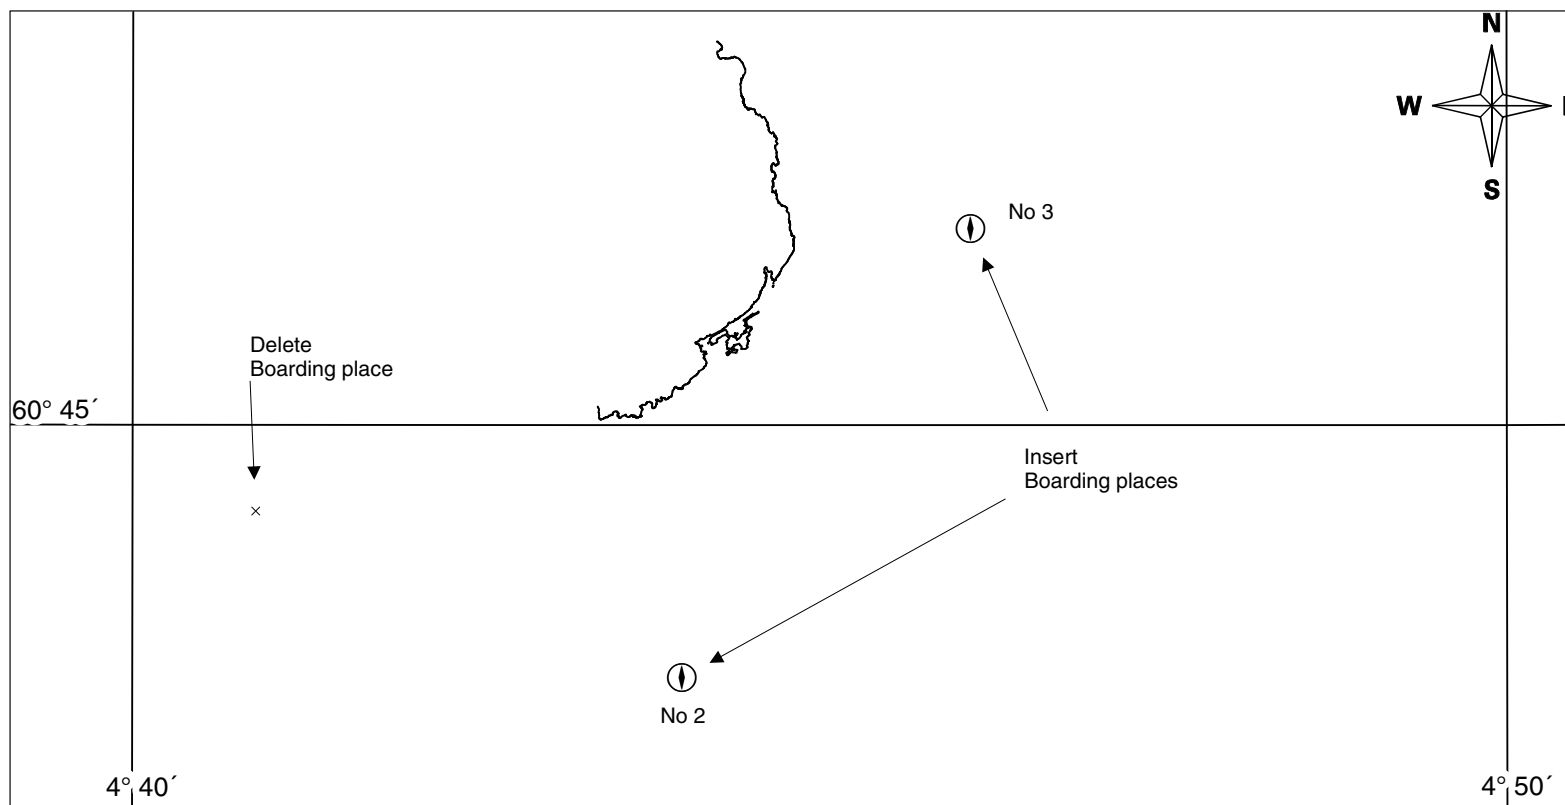 N
W
S
No 3
Delete
Boarding place
60° 45´
Insert
Boarding places
No 2
4° 40´
4° 50´